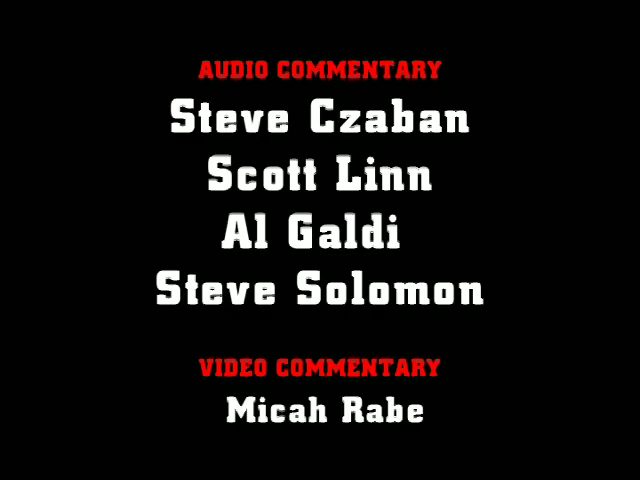 AUDIO COMMENTARY
Steve Czaban
Scott Linn
Al Galdi
Steve Solomon
VIDEO COMMENTARY
Micah Rabe